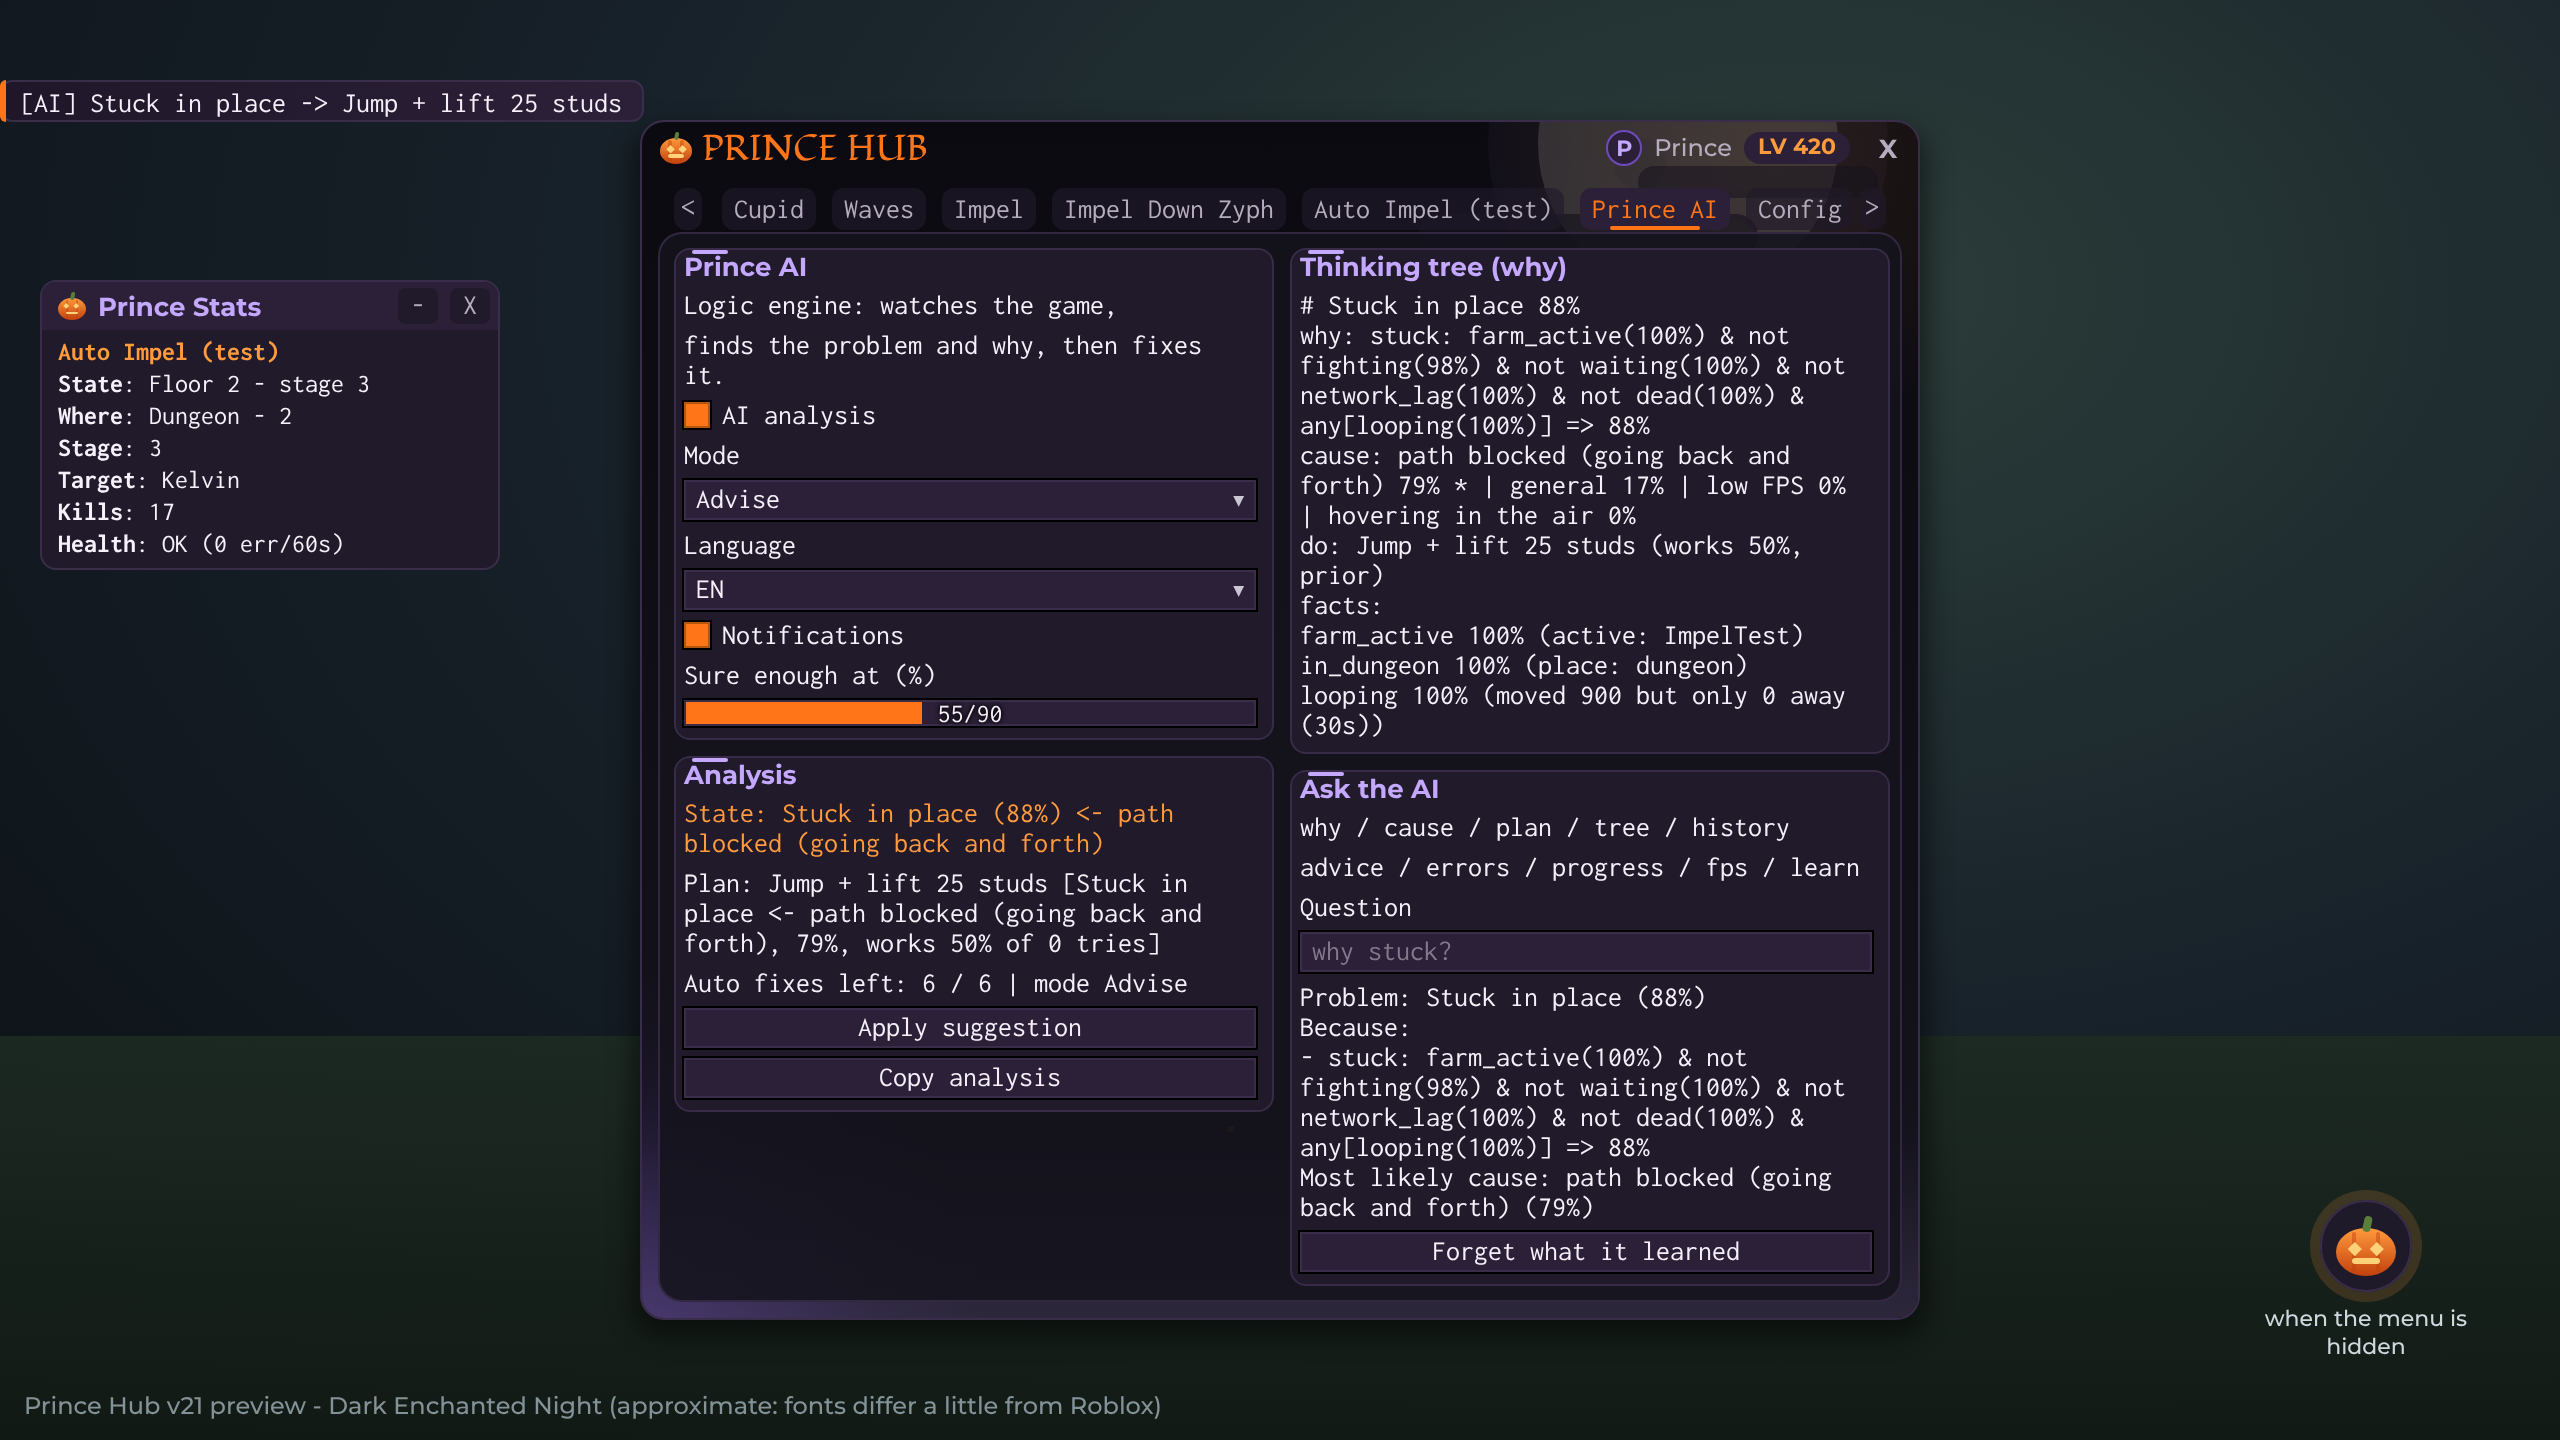 [AI] Stuck in place -> Jump + lift 25 studs
PRINCE HUB
P Prince LV 420 X
< Cupid Waves Impel Impel Down Zyph Auto Impel (test) Prince AI Config >
Prince Stats - X
Auto Impel (test)
State: Floor 2 - stage 3
Where: Dungeon - 2
Stage: 3
Target: Kelvin
Kills: 17
Health: OK (0 err/60s)
Prince AI
Logic engine: watches the game,
finds the problem and why, then fixes
it.
AI analysis
Mode
Advise
Language
EN
Notifications
Sure enough at (%)
55/90
Analysis
State: Stuck in place (88%) <- path
blocked (going back and forth)
Plan: Jump + lift 25 studs [Stuck in
place <- path blocked (going back and
forth), 79%, works 50% of 0 tries]
Auto fixes left: 6 / 6 | mode Advise
Apply suggestion
Copy analysis
Thinking tree (why)
# Stuck in place 88%
why: stuck: farm_active(100%) & not
fighting(98%) & not waiting(100%) & not
network_lag(100%) & not dead(100%) &
any[looping(100%)] => 88%
cause: path blocked (going back and
forth) 79% * | general 17% | low FPS 0%
| hovering in the air 0%
do: Jump + lift 25 studs (works 50%,
prior)
facts:
farm_active 100% (active: ImpelTest)
in_dungeon 100% (place: dungeon)
looping 100% (moved 900 but only 0 away
(30s))
Ask the AI
why / cause / plan / tree / history
advice / errors / progress / fps / learn
Question
why stuck?
Problem: Stuck in place (88%)
Because:
- stuck: farm_active(100%) & not
fighting(98%) & not waiting(100%) & not
network_lag(100%) & not dead(100%) &
any[looping(100%)] => 88%
Most likely cause: path blocked (going
back and forth) (79%)
Forget what it learned
when the menu is
hidden
Prince Hub v21 preview - Dark Enchanted Night (approximate: fonts differ a little from Roblox)